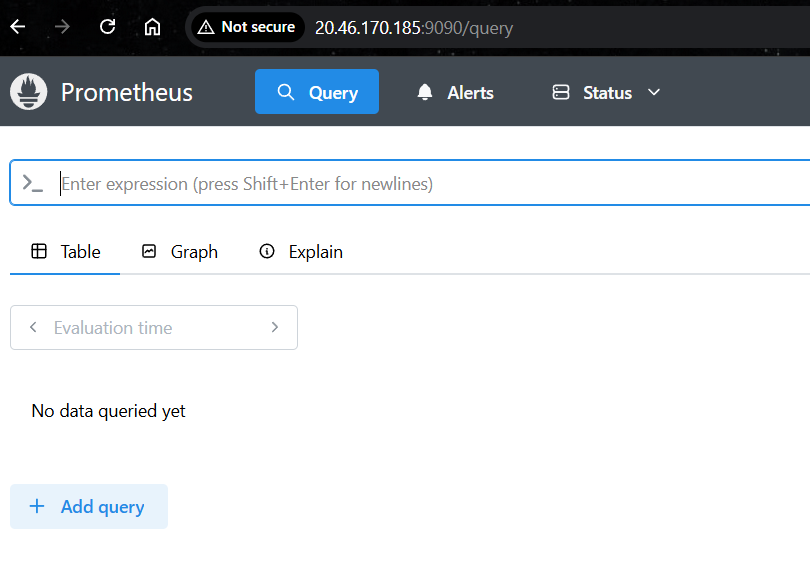 Not secure 20.46.170.185:9090/query
Prometheus Query Alerts Status
>_ Enter expression (press Shift+Enter for newlines)
Table Graph Explain
< Evaluation time >
No data queried yet
+ Add query